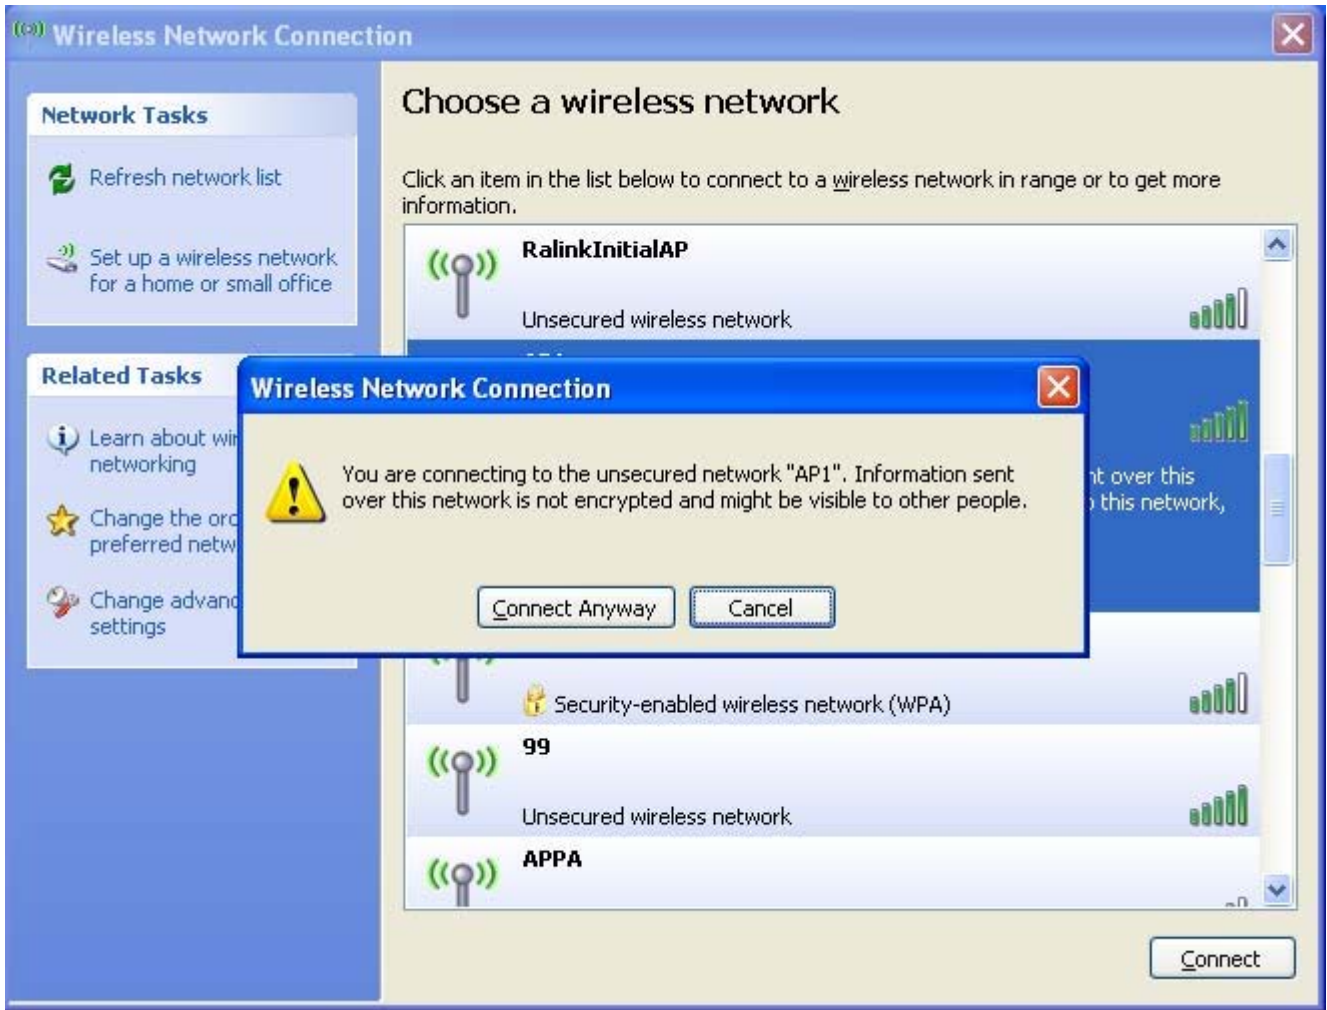 Wireless Network Connection
Network Tasks
Refresh network list
Set up a wireless network
for a home or small office
Related Tasks
Learn about
networking
Change the
preferred
Change
settings
Choose a wireless network
Click an item in the list below to connect to a wireless network in range or to get more
information.
RalinkInitialAP
Unsecured wireless network
over this
this network,
Wireless Network Connection
You are connecting to the unsecured network "AP1". Information sent
over this network is not encrypted and might be visible to other people.
Connect Anyway
Cancel
Security-enabled wireless network (WPA)
99
Unsecured wireless network
APPA
Connect